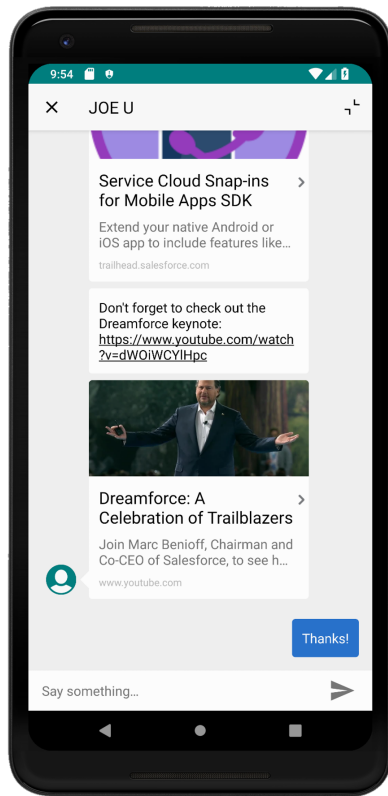 9:54
JOE U
Service Cloud Snap-ins
for Mobile Apps SDK
Extend your native Android or
iOS app to include features like...
trailhead.salesforce.com
Don't forget to check out the
Dreamforce keynote:
https://www.youtube.com/watch
?v=dWOiWCYlHpc
Dreamforce: A
Celebration of Trailblazers
Join Marc Benioff, Chairman and
Co-CEO of Salesforce, to see h...
www.youtube.com
Thanks!
Say something...